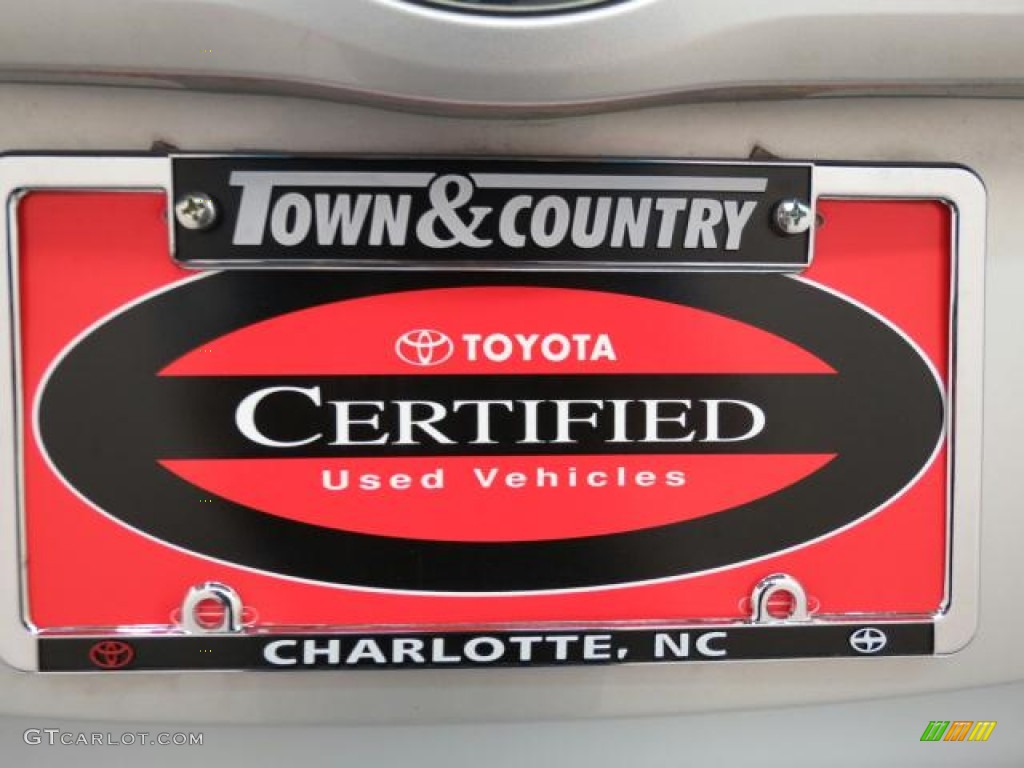 TOWN & COUNTRY
TOYOTA
CERTIFIED
Used Vehicles
CHARLOTTE, NC
GTCARLOT.COM